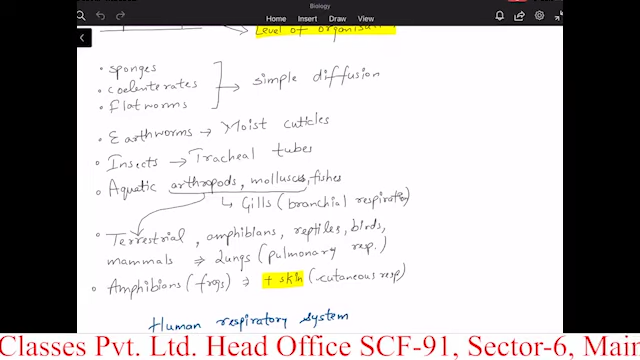 Biology
Home Insert Draw View
Level of organisati
• sponges
• coelenterates
• flatworms
→ simple diffusion
• Earthworms → Moist cuticles
• Insects → Tracheal tubes
• Aquatic arthropods, molluscs, fishes
↳ Gills (branchial respiration)
• Terrestrial, amphibians, reptiles, birds,
mammals ⇒ Lungs (pulmonary resp.)
• Amphibians (frogs) ⇒ + skin (cutaneous resp)
Human respiratory system
Classes Pvt. Ltd. Head Office SCF-91, Sector-6, Main